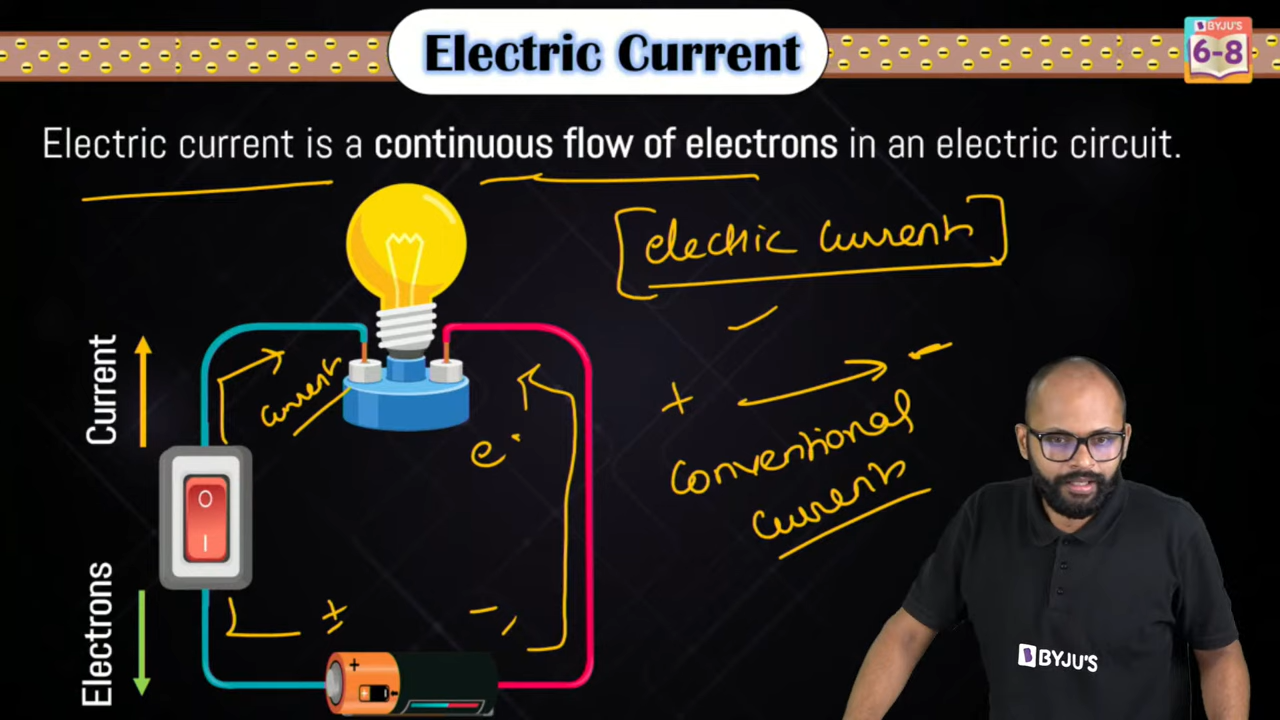 Electric Current
BYJU'S
6-8
Electric current is a continuous flow of electrons in an electric circuit.
[electric current]
Current
current
+ → -
e-
Conventional
current
O
I
Electrons
+
-
+
+
BYJU'S